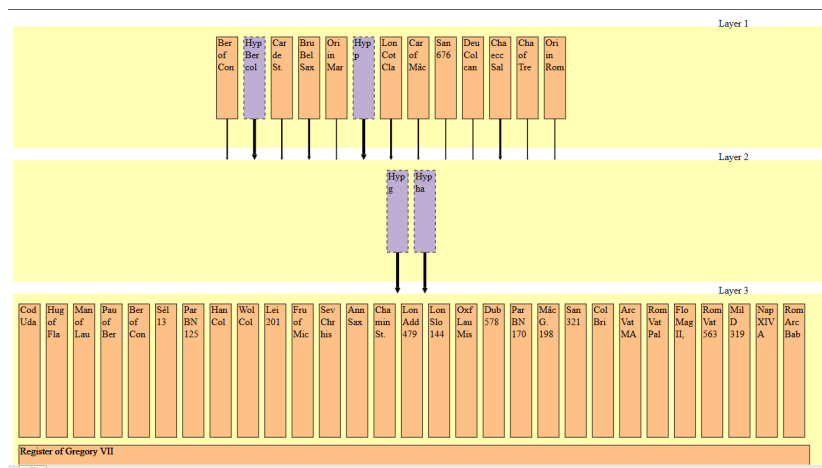 Layer 1
Ber Hyp Car Bru Ori Hyp Lon Car San Deu Cha Cha Ori
of Ber de Bel in p Cot of 676 Col ecc of in
Con col St. Sax Mar Cla Mâc can Sal Tre Rom
Layer 2
Hyp Hyp
g ha
Layer 3
Cod Hug Man Pau Ber Sél Par Han Wol Lei Fru Sev Ann Cha Lon Lon Oxf Dub Par Mâc San Col Arc Rom Flo Rom Mil Nap Rom
Uda of of of of 13 BN Col Col 201 of Chr Sax min Add Slo Lau 578 BN G. 321 Bri Vat Vat Mag Vat D XIV Arc
Fla Lau Ber Con 125 Mic his St. 479 144 Mis 170 198 MA Pal II, 563 319 A Bab
Register of Gregory VII